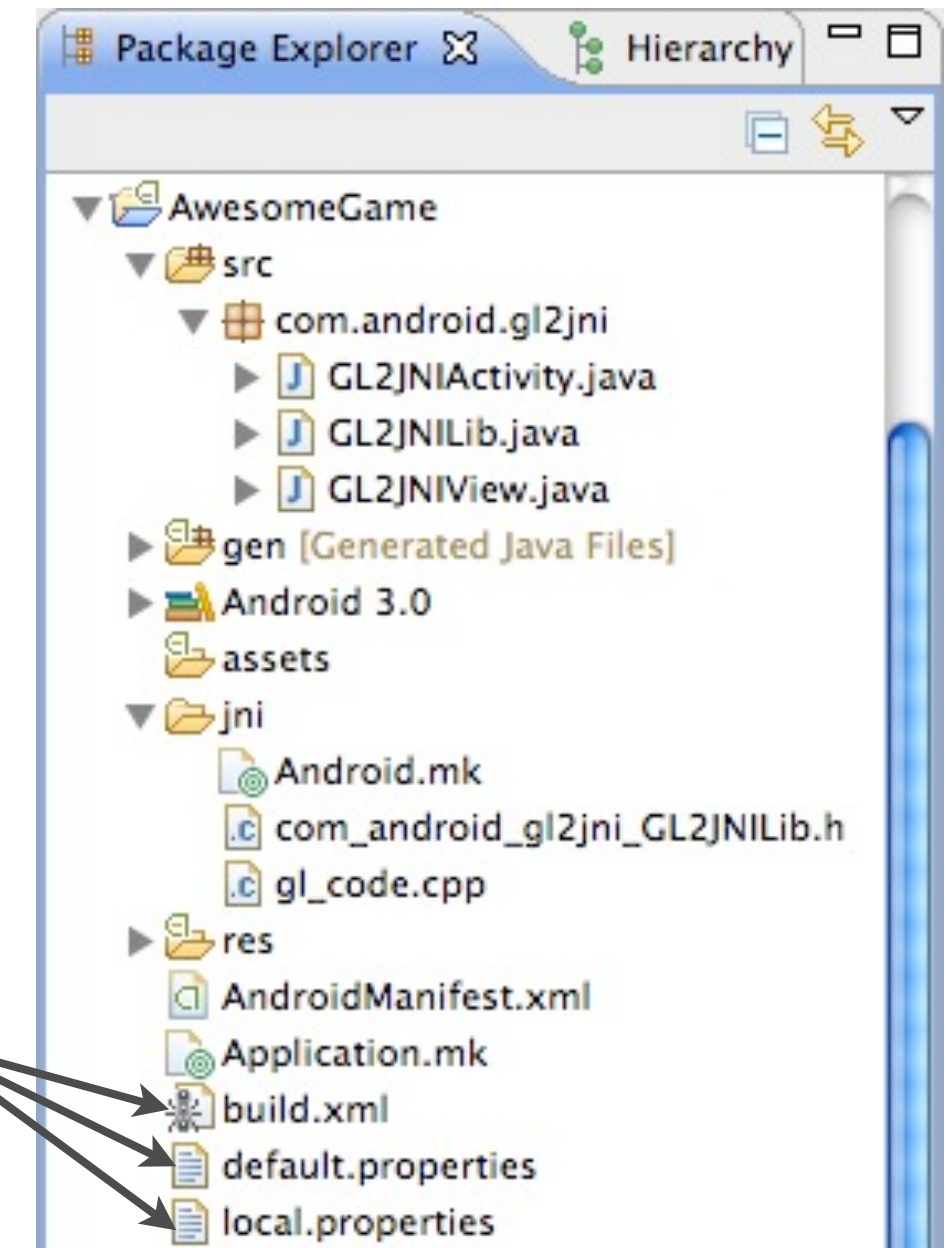 Package Explorer Hierarchy
AwesomeGame
src
com.android.gl2jni
GL2JNIActivity.java
GL2JNILib.java
GL2JNIView.java
gen [Generated Java Files]
Android 3.0
assets
jni
Android.mk
com_android_gl2jni_GL2JNILib.h
gl_code.cpp
res
AndroidManifest.xml
Application.mk
build.xml
default.properties
local.properties